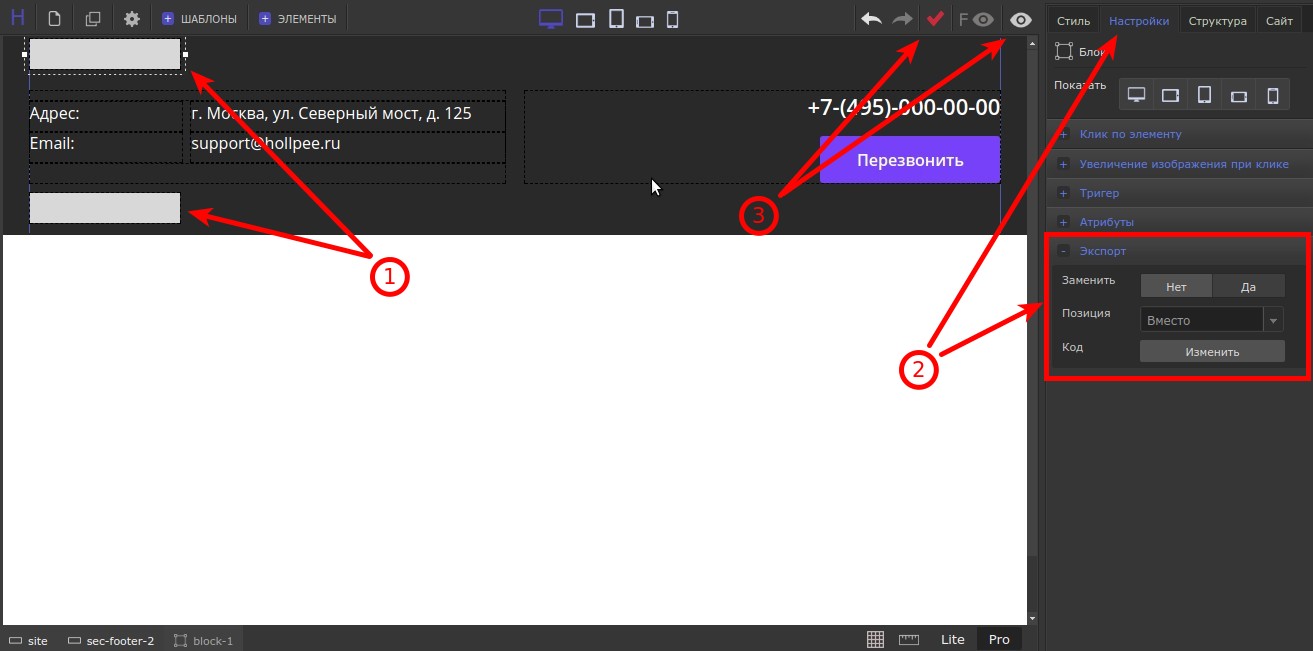 H
+ ШАБЛОНЫ
+ ЭЛЕМЕНТЫ
F
Стиль
Настройки
Структура
Сайт
Блок
Показать
+ Клик по элементу
+ Увеличение изображения при клике
+ Тригер
+ Атрибуты
- Экспорт
Заменить
Нет
Да
Позиция
Вместо
Код
Изменить
Адрес:
г. Москва, ул. Северный мост, д. 125
Email:
support@hollpee.ru
+7-(495)-000-00-00
Перезвонить
1
3
2
site
sec-footer-2
block-1
Lite
Pro